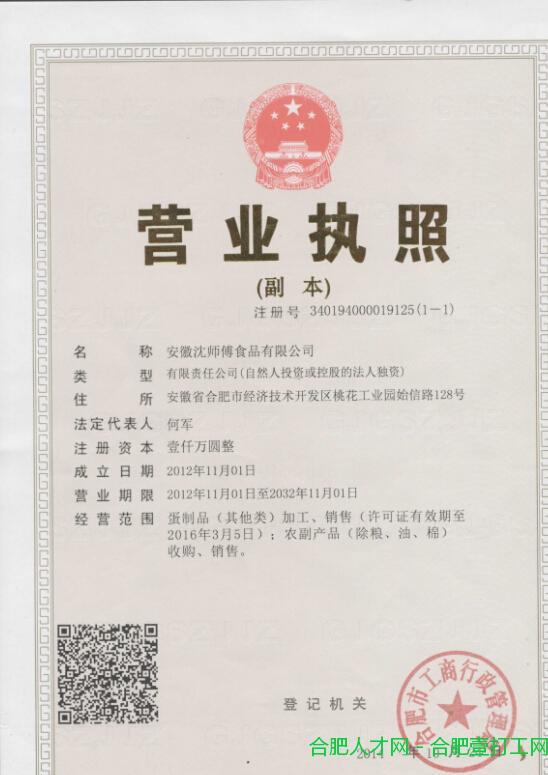 营业执照
(副 本)
注册号 340194000019125(1-1)
名 称 安徽沈师傅食品有限公司
类 型 有限责任公司(自然人投资或控股的法人独资)
住 所 安徽省合肥市经济技术开发区桃花工业园始信路128号
法定代表人 何军
注册资本 壹仟万圆整
成立日期 2012年11月01日
营业期限 2012年11月01日至2032年11月01日
经营范围 蛋制品（其他类）加工、销售（许可证有效期至
2016年3月5日）；农副产品（除粮、油、棉）
收购、销售。
登记机关
合肥市工商行政管理
合肥人才网-合肥壹打工网
2014 年 10 月